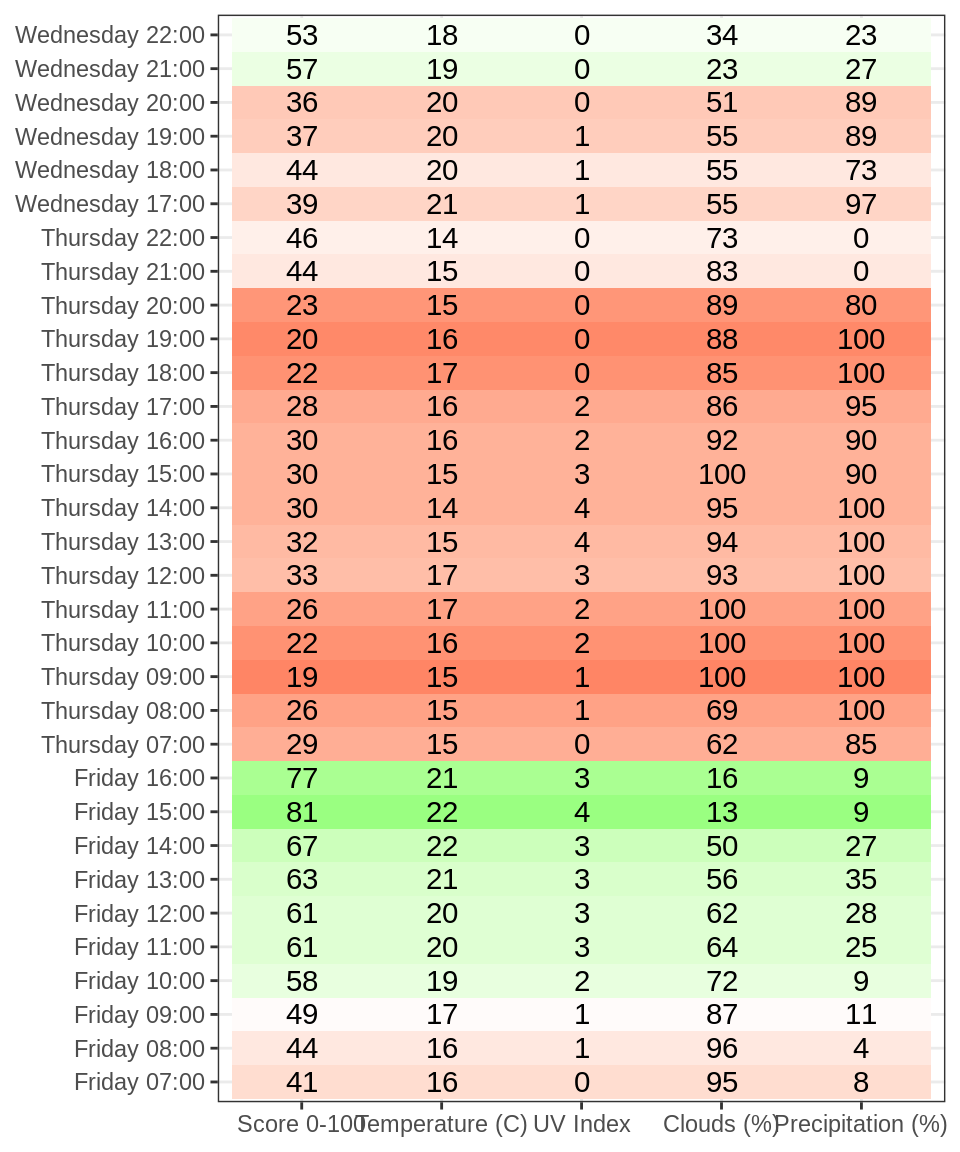 Wednesday 22:00 53 18 0 34 23
Wednesday 21:00 57 19 0 23 27
Wednesday 20:00 36 20 0 51 89
Wednesday 19:00 37 20 1 55 89
Wednesday 18:00 44 20 1 55 73
Wednesday 17:00 39 21 1 55 97
Thursday 22:00 46 14 0 73 0
Thursday 21:00 44 15 0 83 0
Thursday 20:00 23 15 0 89 80
Thursday 19:00 20 16 0 88 100
Thursday 18:00 22 17 0 85 100
Thursday 17:00 28 16 2 86 95
Thursday 16:00 30 16 2 92 90
Thursday 15:00 30 15 3 100 90
Thursday 14:00 30 14 4 95 100
Thursday 13:00 32 15 4 94 100
Thursday 12:00 33 17 3 93 100
Thursday 11:00 26 17 2 100 100
Thursday 10:00 22 16 2 100 100
Thursday 09:00 19 15 1 100 100
Thursday 08:00 26 15 1 69 100
Thursday 07:00 29 15 0 62 85
Friday 16:00 77 21 3 16 9
Friday 15:00 81 22 4 13 9
Friday 14:00 67 22 3 50 27
Friday 13:00 63 21 3 56 35
Friday 12:00 61 20 3 62 28
Friday 11:00 61 20 3 64 25
Friday 10:00 58 19 2 72 9
Friday 09:00 49 17 1 87 11
Friday 08:00 44 16 1 96 4
Friday 07:00 41 16 0 95 8
Score 0-100 Temperature (C) UV Index Clouds (%) Precipitation (%)